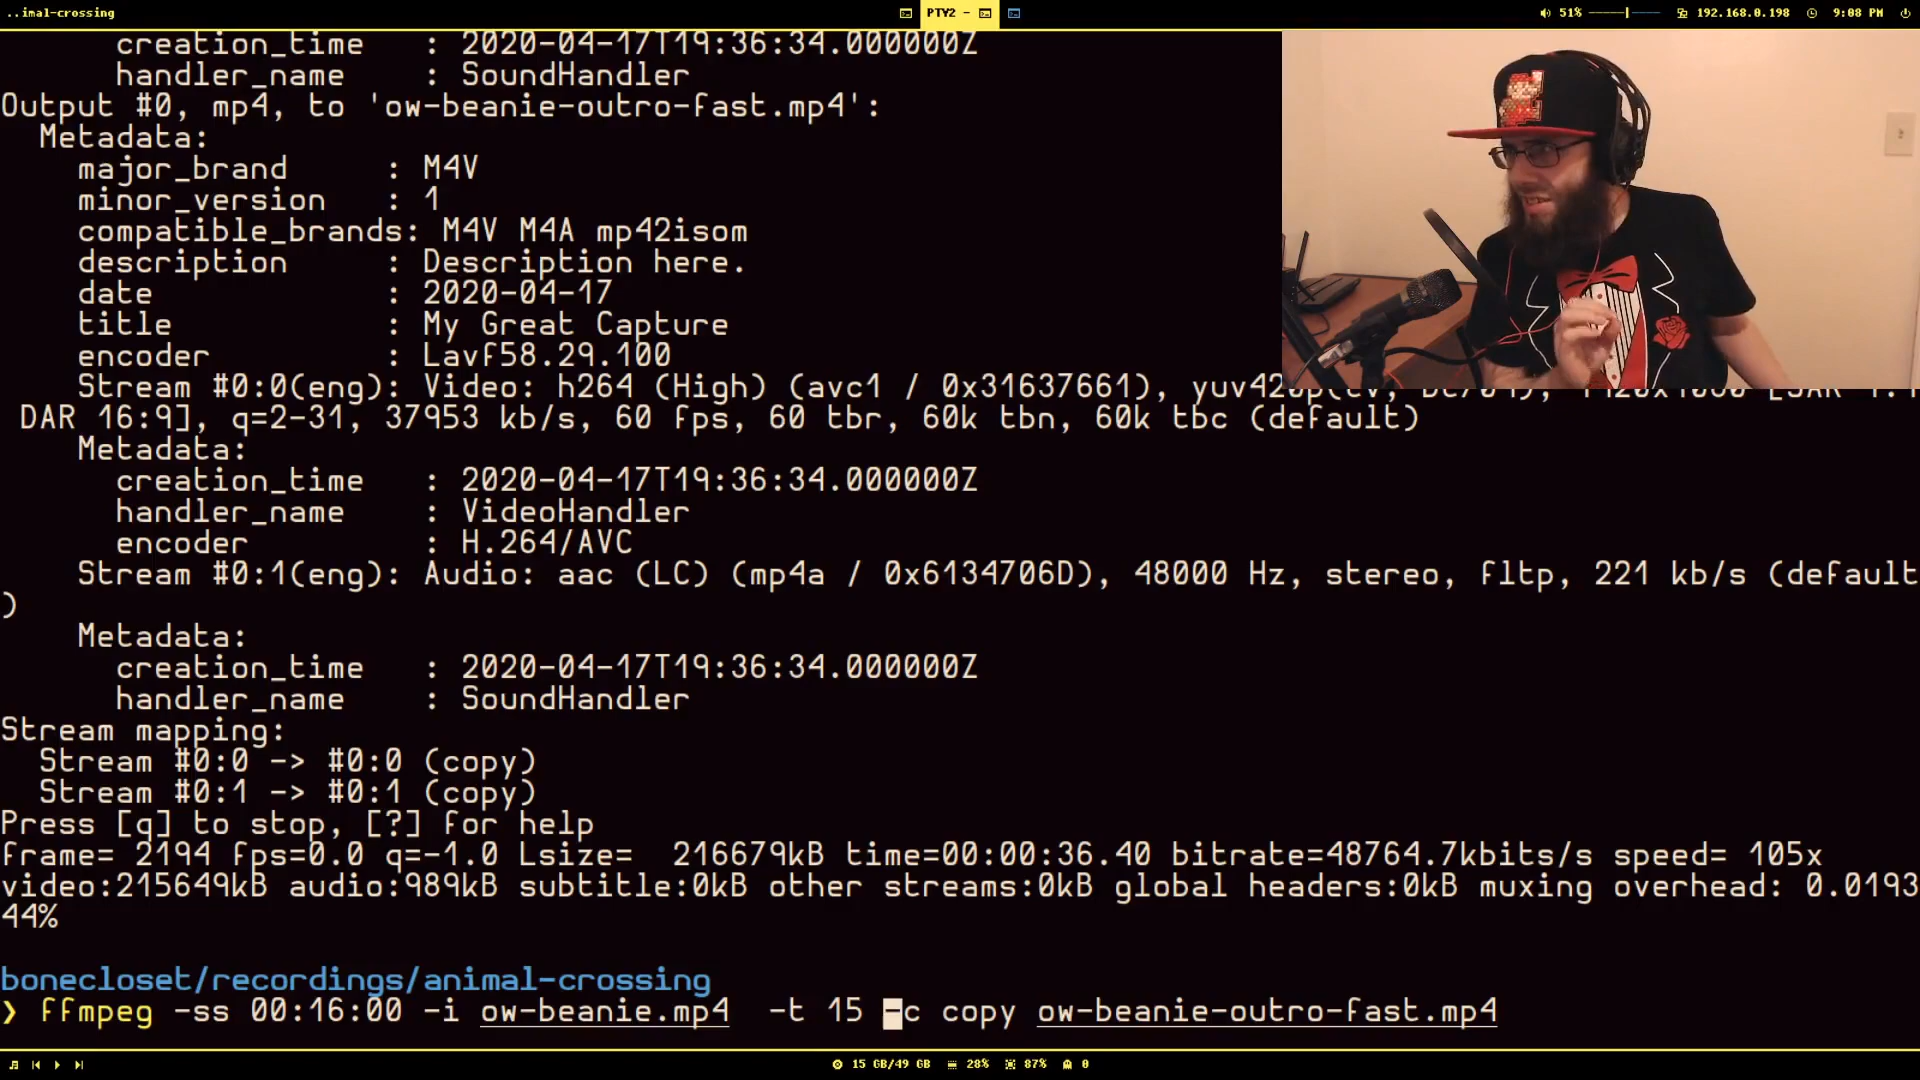 ..imal-crossing PTY2 - 51% 192.168.0.198 9:08 PM
creation_time : 2020-04-17T19:36:34.000000Z
handler_name : SoundHandler
Output #0, mp4, to 'ow-beanie-outro-fast.mp4':
Metadata:
major_brand : M4V
minor_version : 1
compatible_brands: M4V M4A mp42isom
description : Description here.
date : 2020-04-17
title : My Great Capture
encoder : Lavf58.29.100
Stream #0:0(eng): Video: h264 (High) (avc1 / 0x31637661),
DAR 16:9], q=2-31, 37953 kb/s, 60 fps, 60 tbr, 60k tbn, 60k tbc (default)
Metadata:
creation_time : 2020-04-17T19:36:34.000000Z
handler_name : VideoHandler
encoder : H.264/AVC
Stream #0:1(eng): Audio: aac (LC) (mp4a / 0x6134706D), 48000 Hz, stereo, fltp, 221 kb/s (default
)
Metadata:
creation_time : 2020-04-17T19:36:34.000000Z
handler_name : SoundHandler
Stream mapping:
Stream #0:0 -> #0:0 (copy)
Stream #0:1 -> #0:1 (copy)
Press [q] to stop, [?] for help
frame= 2194 fps=0.0 q=-1.0 Lsize= 216679kB time=00:00:36.40 bitrate=48764.7kbits/s speed= 105x
video:215649kB audio:989kB subtitle:0kB other streams:0kB global headers:0kB muxing overhead: 0.0193
44%
bonecloset/recordings/animal-crossing
❯ ffmpeg -ss 00:16:00 -i ow-beanie.mp4 -t 15 -c copy ow-beanie-outro-fast.mp4
15 GB/49 GB 28% 87% 0